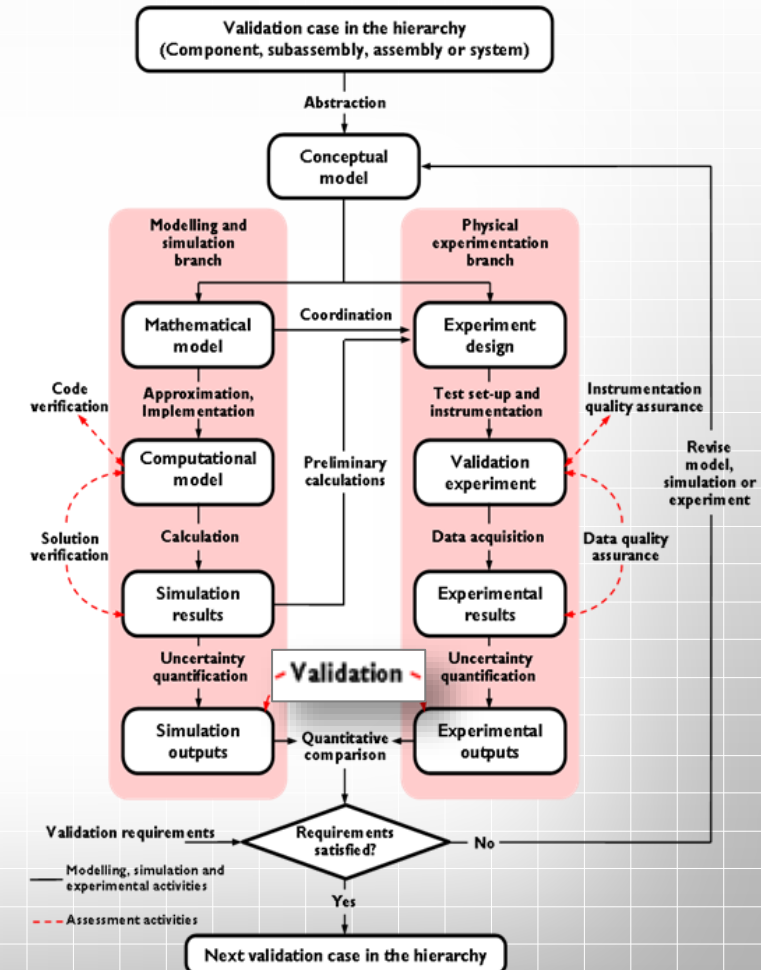 Validation case in the hierarchy
(Component, subassembly, assembly or system)
Abstraction
Conceptual
model
Modelling and
simulation
branch
Physical
experimentation
branch
Mathematical
model
Coordination
Experiment
design
Code
verification
Approximation,
Implementation
Test set-up and
instrumentation
Instrumentation
quality assurance
Computational
model
Preliminary
calculations
Validation
experiment
Revise
model,
simulation or
experiment
Solution
verification
Calculation
Data acquisition
Data quality
assurance
Simulation
results
Experimental
results
Uncertainty
quantification
Validation
Uncertainty
quantification
Simulation
outputs
Quantitative
comparison
Experimental
outputs
Validation requirements
Requirements
satisfied?
No
Modelling, simulation and
experimental activities
Yes
Assessment activities
Next validation case in the hierarchy